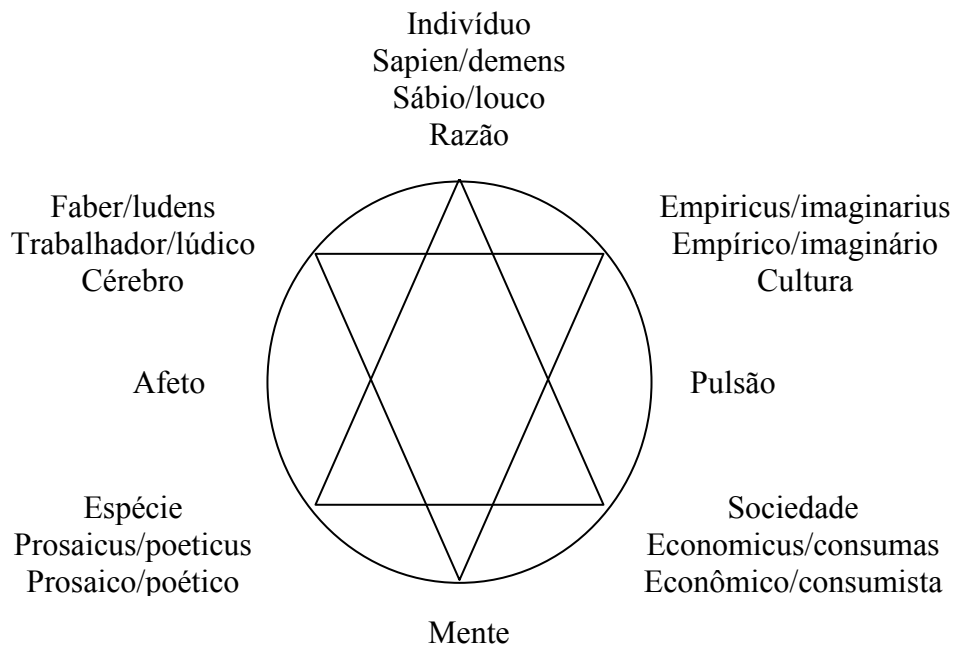 Indivíduo
Sapien/demens
Sábio/louco
Razão
Faber/ludens
Trabalhador/lúdico
Cérebro
Empiricus/imaginarius
Empírico/imaginário
Cultura
Afeto
Pulsão
Espécie
Prosaicus/poeticus
Prosaico/poético
Sociedade
Economicus/consumas
Econômico/consumista
Mente